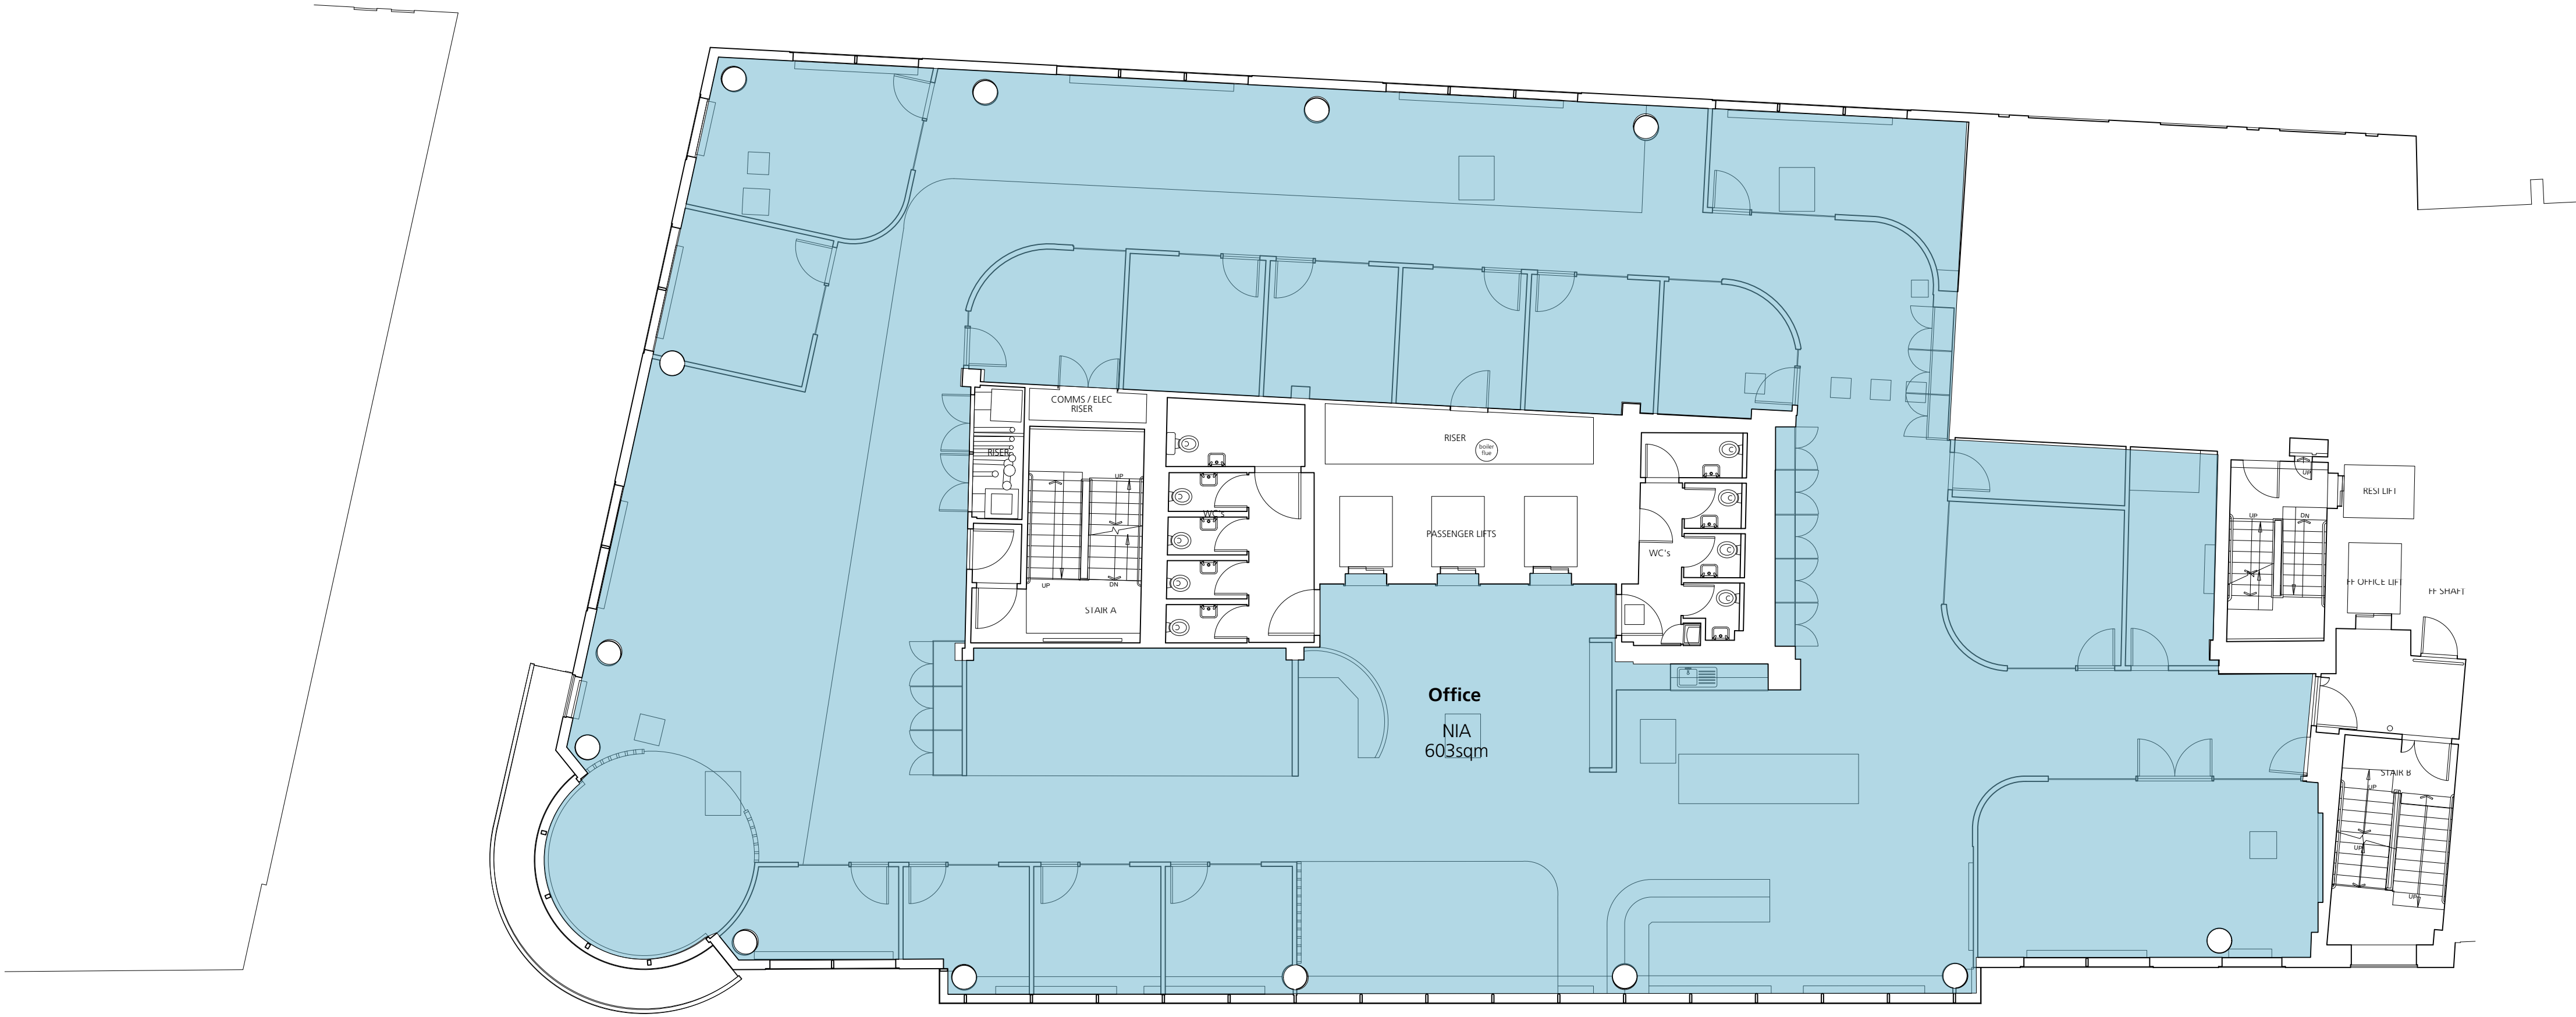 COMMS / ELEC
RISER
RISER
UP
UP
DN
STAIR A
WC's
RISER
boiler
flue
PASSENGER LIFTS
WC's
Office
NIA
603sqm
UP
RESI LIFT
UP
DN
FF OFFICE LIFT
FF SHAFT
STAIR B
UP
UP
UP